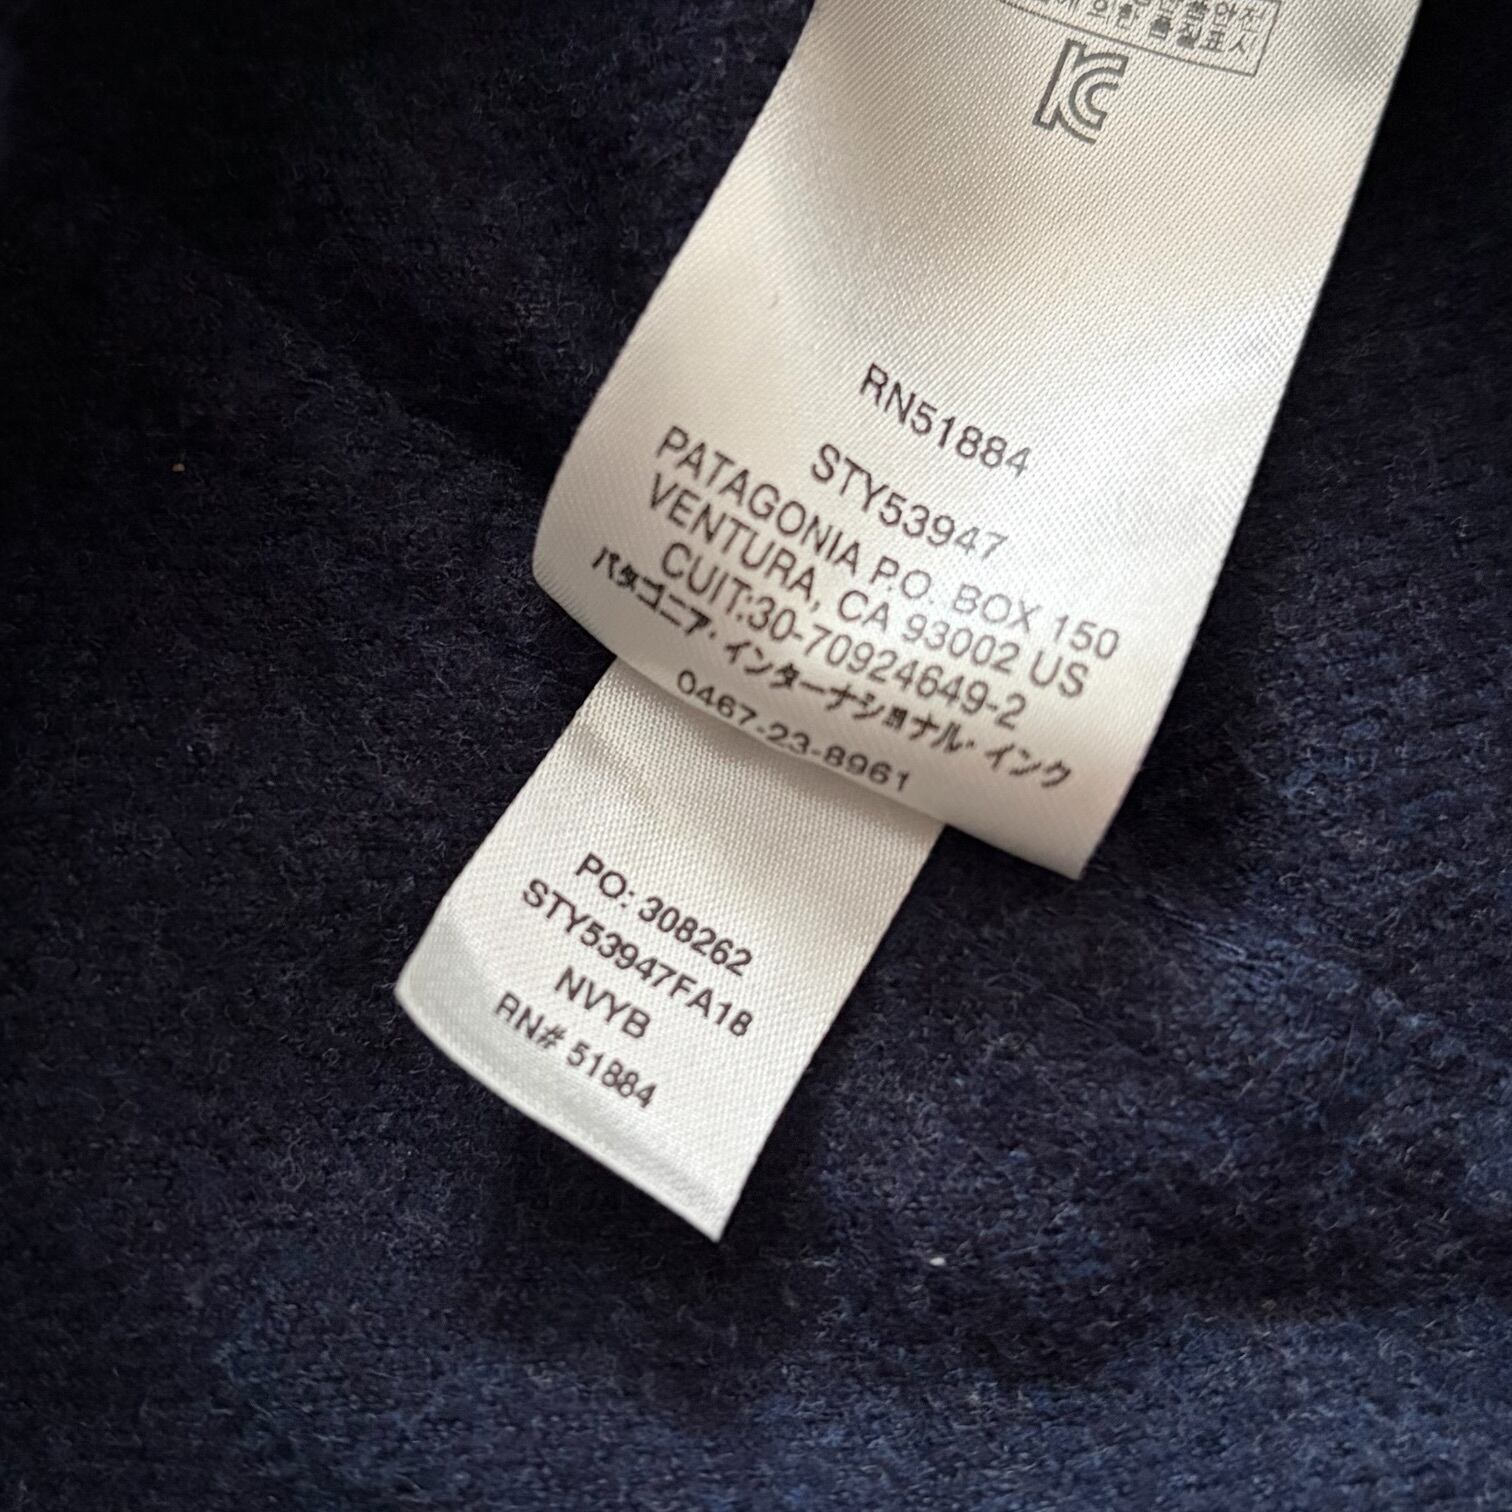 KC
RN51884
STY53947
PATAGONIA P.O. BOX 150
VENTURA, CA 93002 US
CUIT:30-70924649-2
パタゴニア・インターナショナル・インク
0467-23-8961
PO: 308262
STY53947FA18
NVYB
RN# 51884